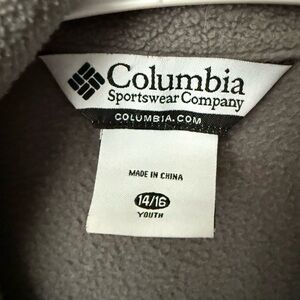 Columbia
Sportswear Company
COLUMBIA.COM
MADE IN CHINA
14/16
YOUTH